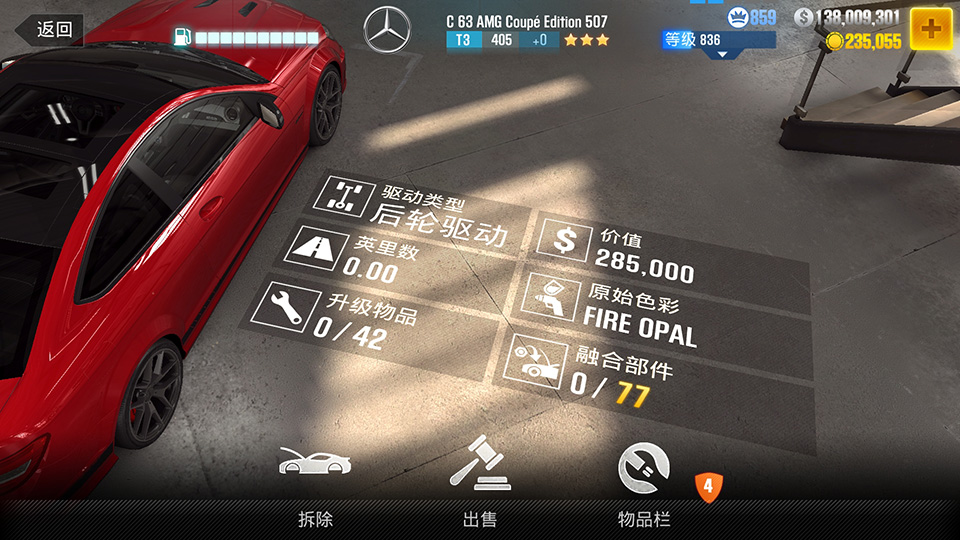 返回
C 63 AMG Coupé Edition 507
T3 405 +0
859
138,009,301
等级 836
235,055
驱动类型
后轮驱动
英里数
0.00
升级物品
0 / 42
价值
285,000
原始色彩
FIRE OPAL
融合部件
0 / 77
拆除
出售
物品栏
4